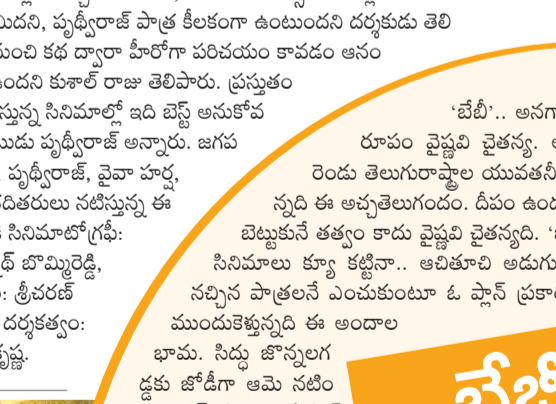 మిదని, పృథ్వీరాజ్ పాత్ర కీలకంగా ఉంటుందని దర్శకుడు తెలి
మంచి కథ ద్వారా హీరోగా పరిచయం కావడం ఆనం
ఉందని కుశాల్ రాజు తెలిపారు. ప్రస్తుతం
స్తున్న సినిమాల్లో ఇది బెస్ట్ అనుకోవ
ముడు పృథ్వీరాజ్ అన్నారు. జగప
పృథ్వీరాజ్, వైవా హర్ష,
దితరులు నటిస్తున్న ఈ
సినిమాటోగ్రఫీ:
థ్ బొమ్మిరెడ్డి,
: శ్రీచరణ్
దర్శకత్వం:
కృష్ణ.
‘బేబీ’.. అనగా
రూపం వైష్ణవి చైతన్య.
రెండు తెలుగురాష్ట్రాల యువతని
న్నది ఈ అచ్చతెలుగందం. దీపం ఉండ
బెట్టుకునే తత్వం కాదు వైష్ణవి చైతన్యది.
సినిమాలు క్యూ కట్టినా.. ఆచితూచి అడుగు
నచ్చిన పాత్రలనే ఎంచుకుంటూ ఓ ప్లాన్ ప్రకా
ముందుకెళ్తున్నది ఈ అందాల
భామ. సిద్ధు జొన్నలగ
డ్డకు జోడీగా ఆమె నటిం
బేబీ